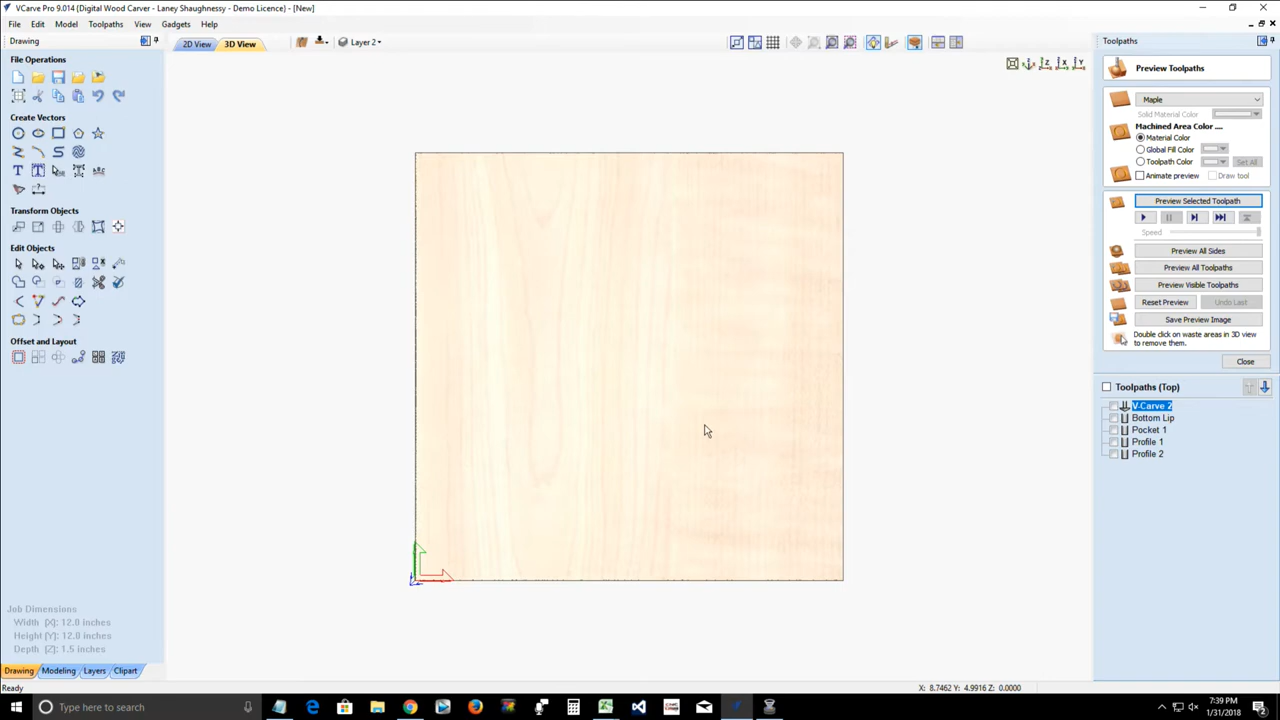 VCarve Pro 9.014 {Digital Wood Carver - Laney Shaughnessy - Demo Licence} - [New]
File Edit Model Toolpaths View Gadgets Help
Drawing
2D View 3D View Layer 2
Toolpaths
File Operations
Preview Toolpaths
Maple
Solid Material Color
Create Vectors
Machined Area Color ....
Material Color
Global Fill Color
Toolpath Color Set All
Animate preview Draw tool
Preview Selected Toolpath
Transform Objects
Speed
Edit Objects
Preview All Sides
Preview All Toolpaths
Preview Visible Toolpaths
Reset Preview Undo Last
Save Preview Image
Double click on waste areas in 3D view
to remove them.
Offset and Layout
Close
Toolpaths (Top)
V-Carve 2
Bottom Lip
Pocket 1
Profile 1
Profile 2
Job Dimensions
Width (X): 12.0 inches
Height (Y): 12.0 inches
Depth (Z): 1.5 inches
Drawing Modeling Layers Clipart
Ready
X: 8.7462 Y: 4.9916 Z: 0.0000
Type here to search
7:39 PM
1/31/2018